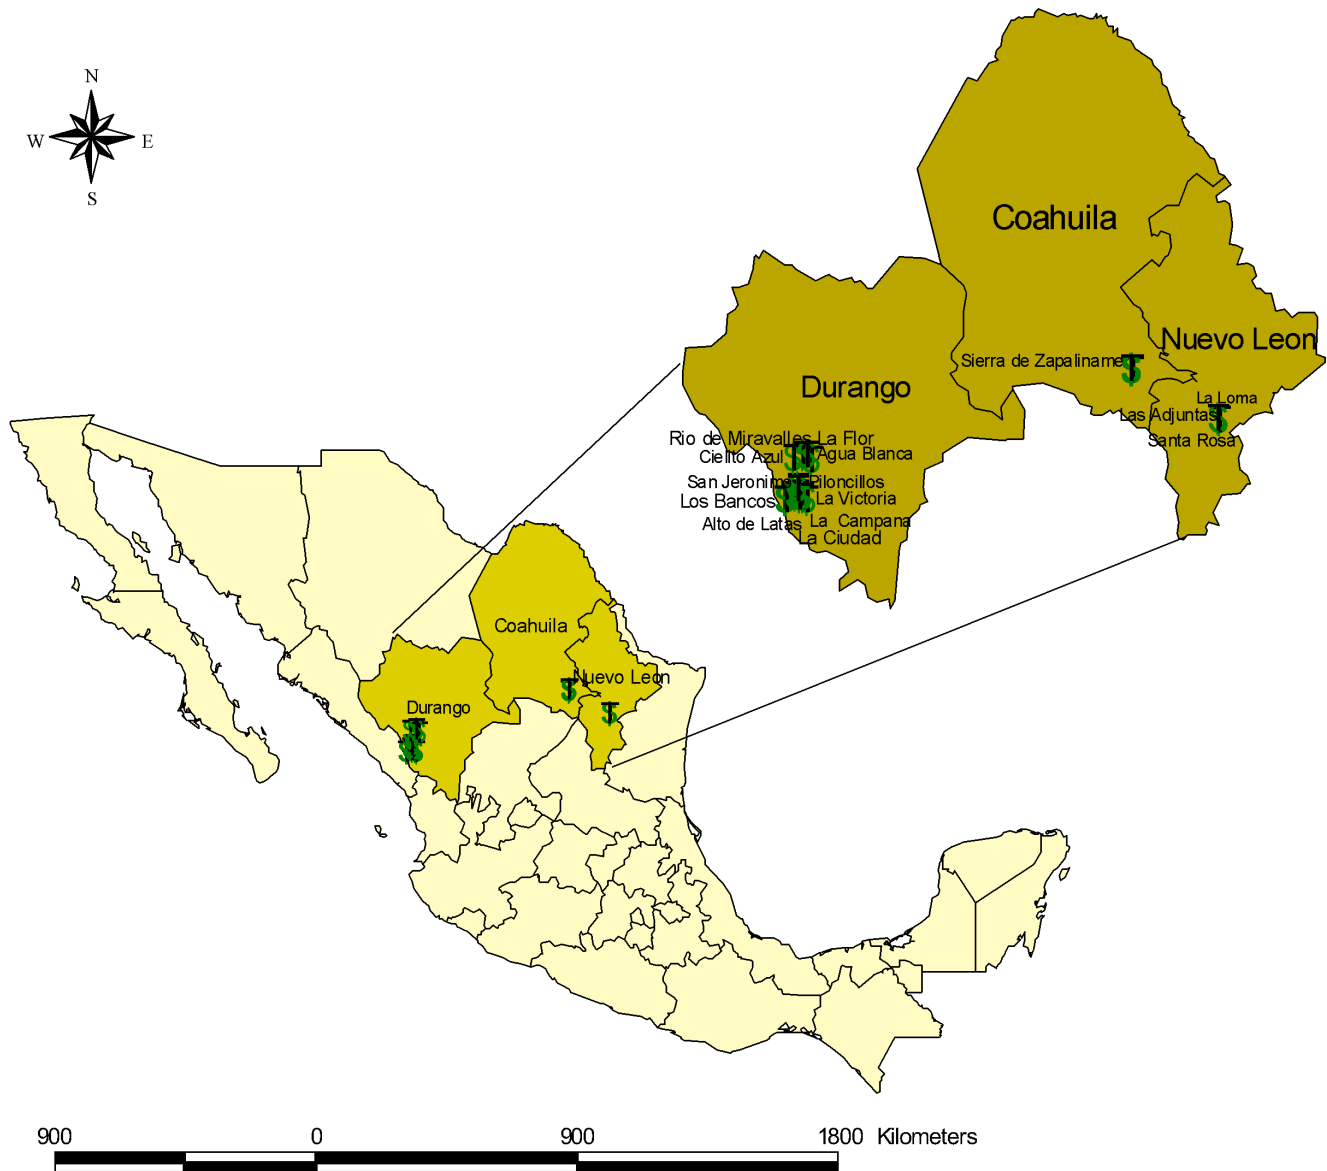 N
W E
S
Coahuila
Nuevo Leon
Sierra de Zapaliname
Durango
La Loma
Las Adjuntas
Santa Rosa
Rio de Miravalles La Flor
Cielito Azul Agua Blanca
San Jeronimo Piloncillos
Los Bancos La Victoria
Alto de Latas La Campana
La Ciudad
Coahuila
Nuevo Leon
Durango
900 0 900 1800 Kilometers